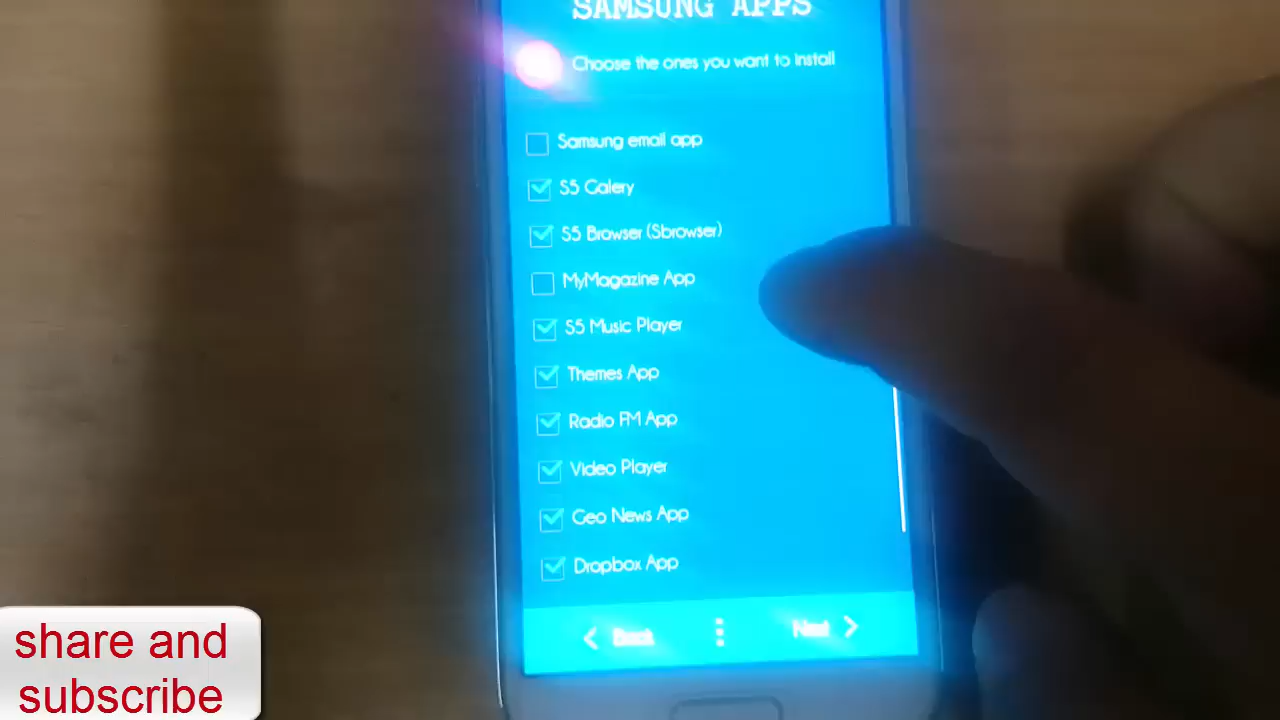 SAMSUNG APPS
Choose the ones you want to install
Samsung email app
S5 Galery
S5 Browser (Sbrowser)
MyMagazine App
S5 Music Player
Themes App
Radio FM App
Video Player
Geo News App
Dropbox App
Back
Next
share and
subscribe